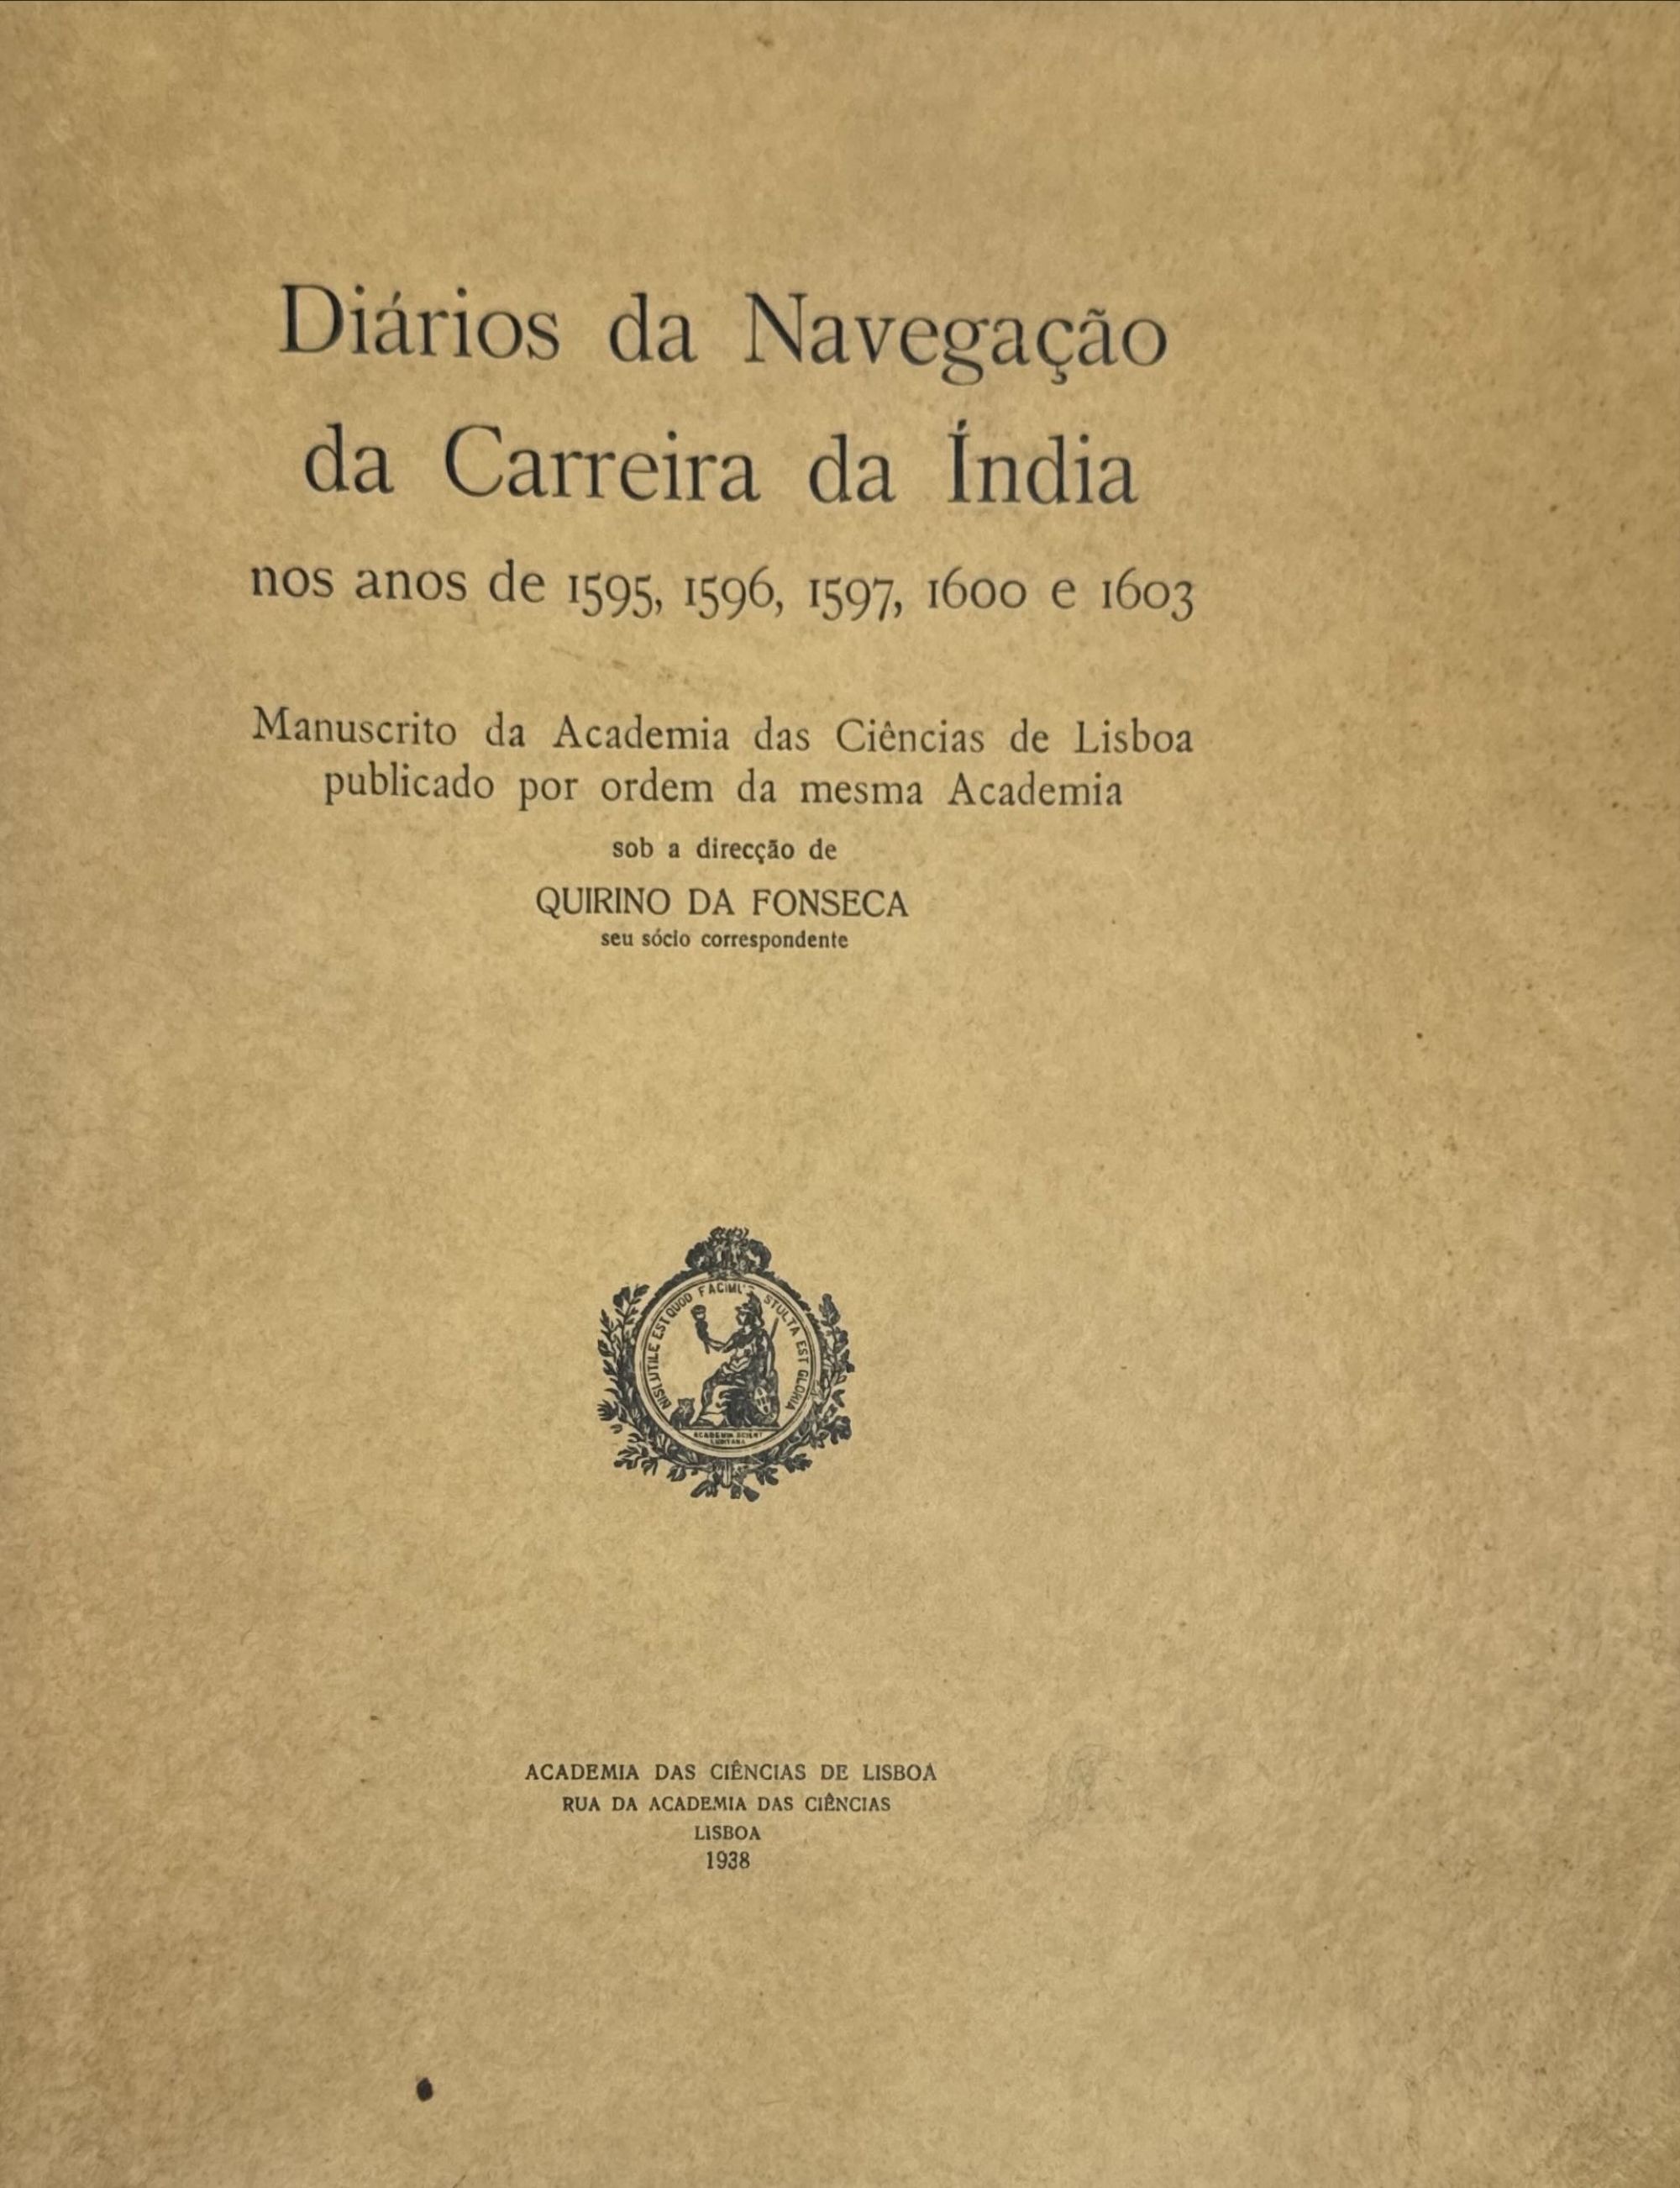 Diários da Navegação
da Carreira da Índia
nos anos de 1595, 1596, 1597, 1600 e 1603
Manuscrito da Academia das Ciências de Lisboa
publicado por ordem da mesma Academia
sob a direcção de
QUIRINO DA FONSECA
seu sócio correspondente
NISI UTILE EST QUOD FACIMUS STULTA EST GLORIA
ACADEMIA SCIENT
ACADEMIA DAS CIÊNCIAS DE LISBOA
RUA DA ACADEMIA DAS CIÊNCIAS
LISBOA
1938